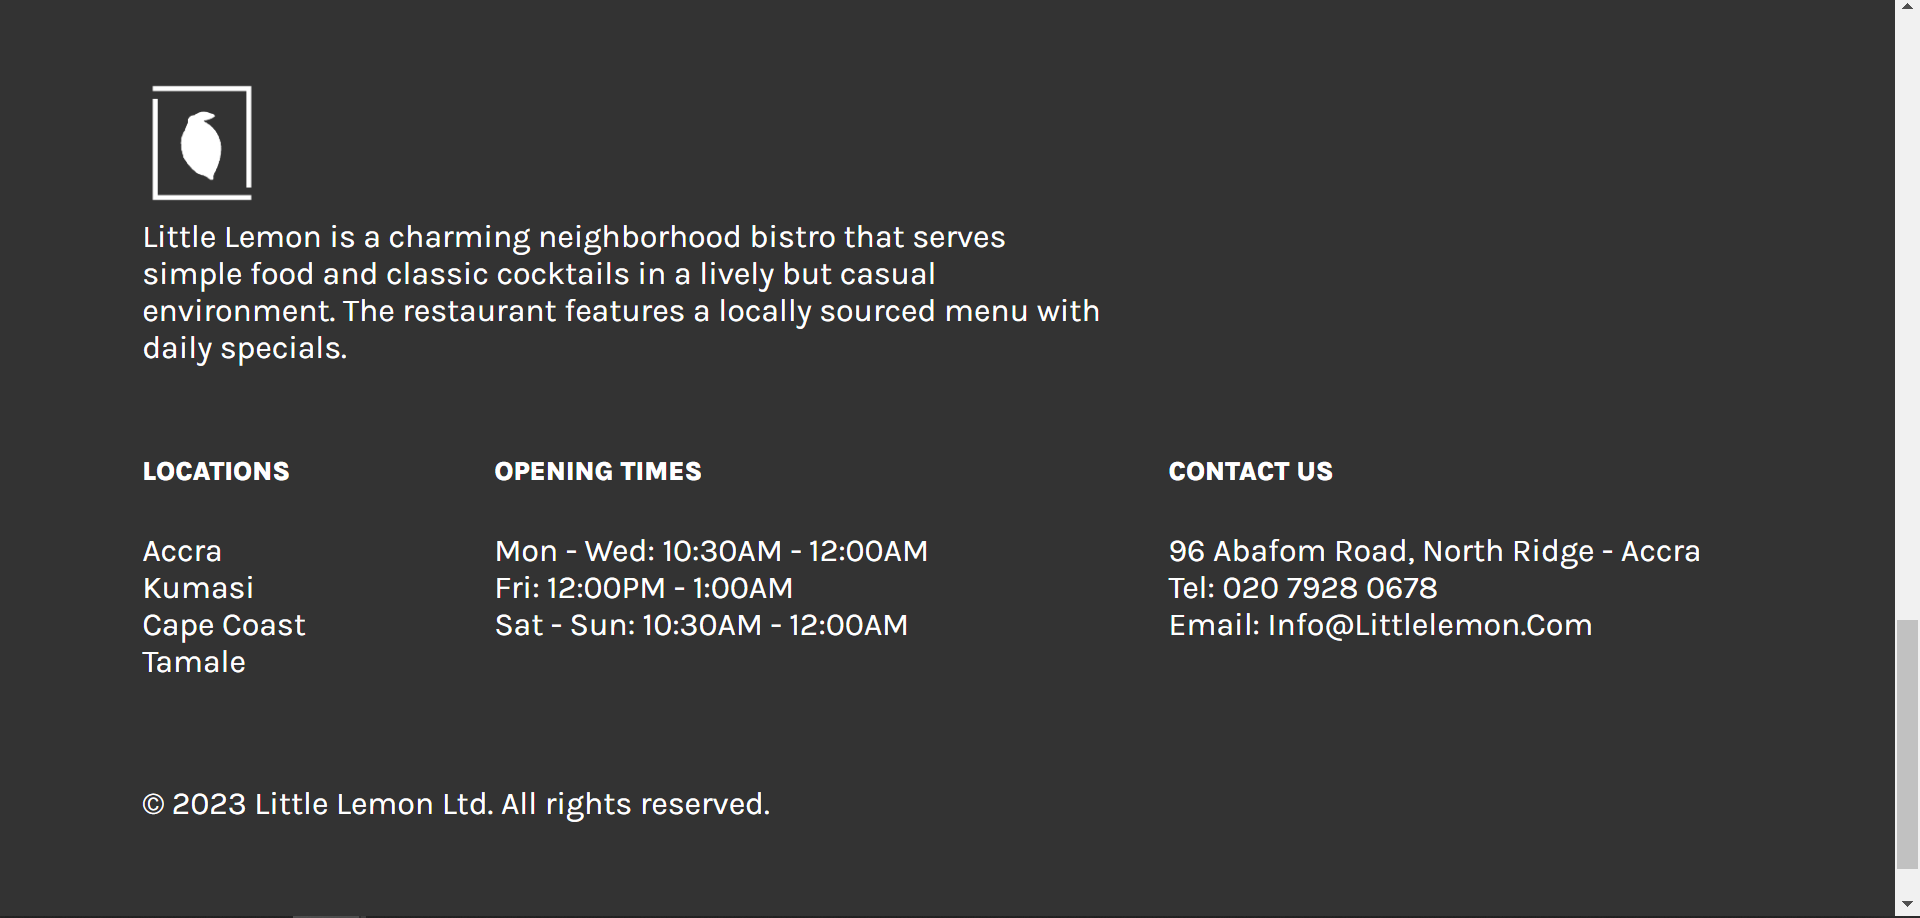 Little Lemon is a charming neighborhood bistro that serves
simple food and classic cocktails in a lively but casual
environment. The restaurant features a locally sourced menu with
daily specials.
LOCATIONS
Accra
Kumasi
Cape Coast
Tamale
OPENING TIMES
Mon - Wed: 10:30AM - 12:00AM
Fri: 12:00PM - 1:00AM
Sat - Sun: 10:30AM - 12:00AM
CONTACT US
96 Abafom Road, North Ridge - Accra
Tel: 020 7928 0678
Email: Info@Littlelemon.Com
© 2023 Little Lemon Ltd. All rights reserved.